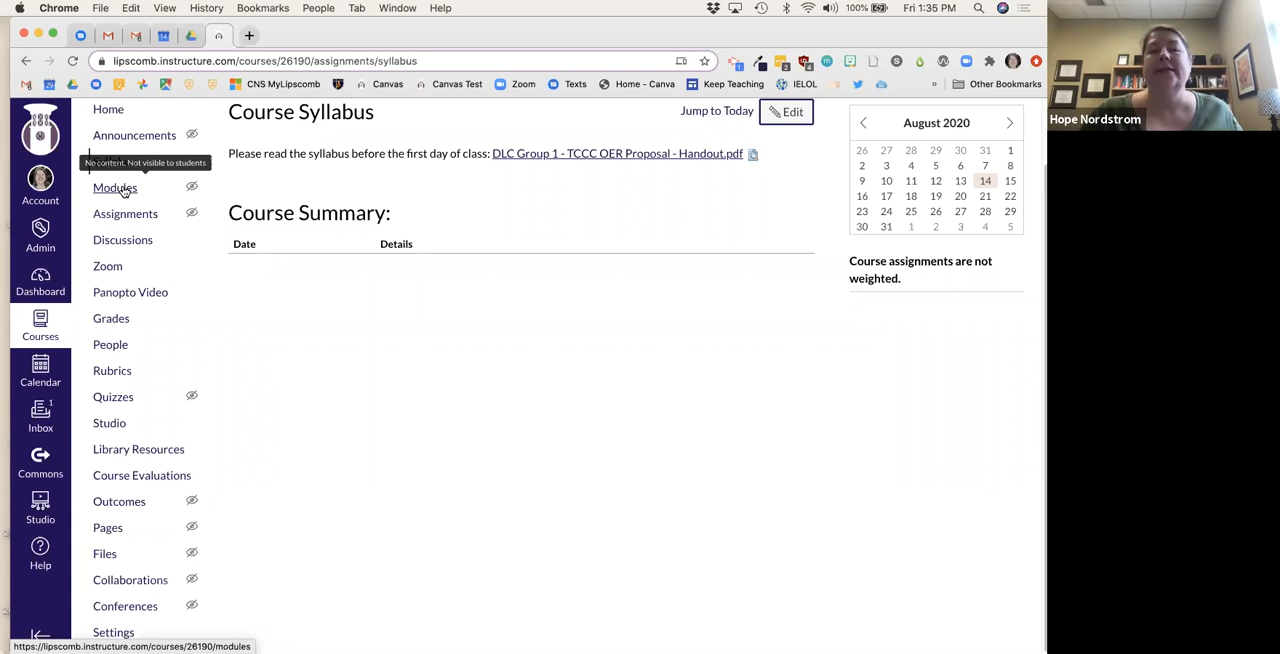 Chrome File Edit View History Bookmarks People Tab Window Help 100% Fri 1:35 PM
14
lipscomb.instructure.com/courses/26190/assignments/syllabus
CNS MyLipscomb Canvas Canvas Test Zoom Texts Home - Canva Keep Teaching IELOL » Other Bookmarks
Account
Admin
Dashboard
Courses
Calendar
1
Inbox
Commons
Studio
Help
Home
Announcements
No content. Not visible to students
Modules
Assignments
Discussions
Zoom
Panopto Video
Grades
People
Rubrics
Quizzes
Studio
Library Resources
Course Evaluations
Outcomes
Pages
Files
Collaborations
Conferences
Settings
Course Syllabus
Jump to Today
Edit
Please read the syllabus before the first day of class: DLC Group 1 - TCCC OER Proposal - Handout.pdf
Course Summary:
Date Details
August 2020
26 27 28 29 30 31 1
2 3 4 5 6 7 8
9 10 11 12 13 14 15
16 17 18 19 20 21 22
23 24 25 26 27 28 29
30 31 1 2 3 4 5
Course assignments are not
weighted.
Hope Nordstrom
https://lipscomb.instructure.com/courses/26190/modules